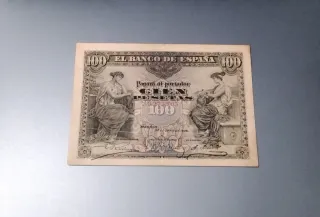 100 100
EL BANCO DE ESPAÑA
Pagará al portador
CIEN
PESETAS
100